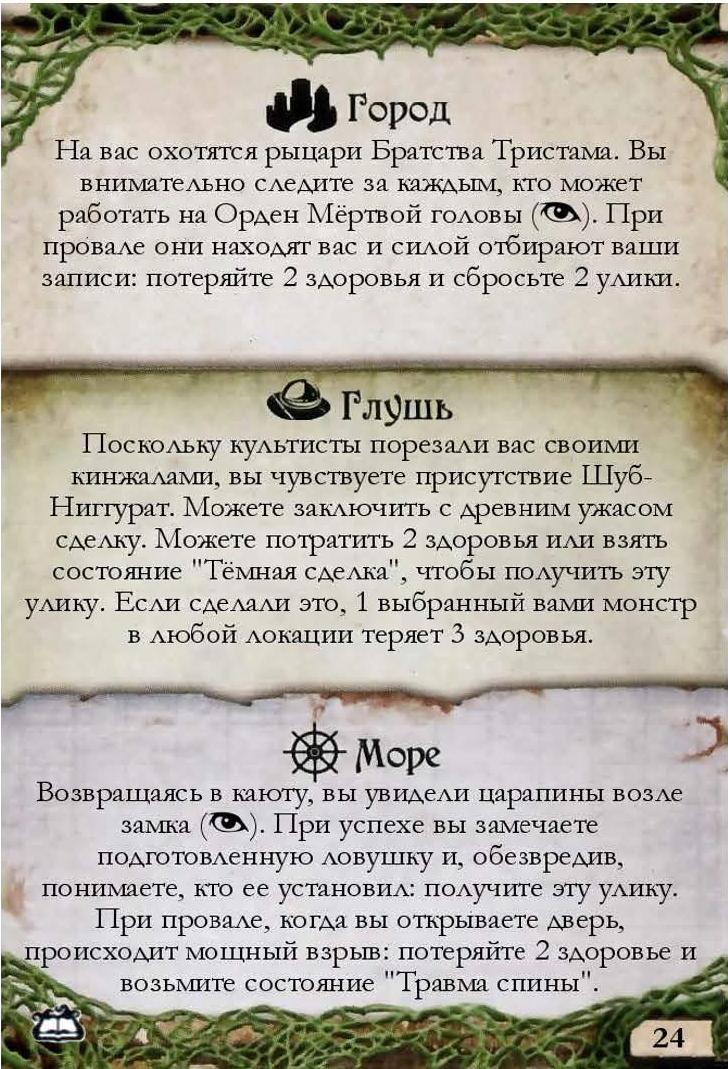 Город
На вас охотятся рыцари Братства Тристама. Вы
внимательно следите за каждым, кто может
работать на Орден Мёртвой головы (). При
провале они находят вас и силой отбирают ваши
записи: потеряйте 2 здоровья и сбросьте 2 улики.
Глушь
Поскольку культисты порезали вас своими
кинжалами, вы чувствуете присутствие Шуб-
Ниггурат. Можете заключить с древним ужасом
сделку. Можете потратить 2 здоровья или взять
состояние "Тёмная сделка", чтобы получить эту
улику. Если сделали это, 1 выбранный вами монстр
в любой локации теряет 3 здоровья.
Море
Возвращаясь в каюту, вы увидели царапины возле
замка (). При успехе вы замечаете
подготовленную ловушку и, обезвредив,
понимаете, кто ее установил: получите эту улику.
При провале, когда вы открываете дверь,
происходит мощный взрыв: потеряйте 2 здоровье и
возьмите состояние "Травма спины".
24